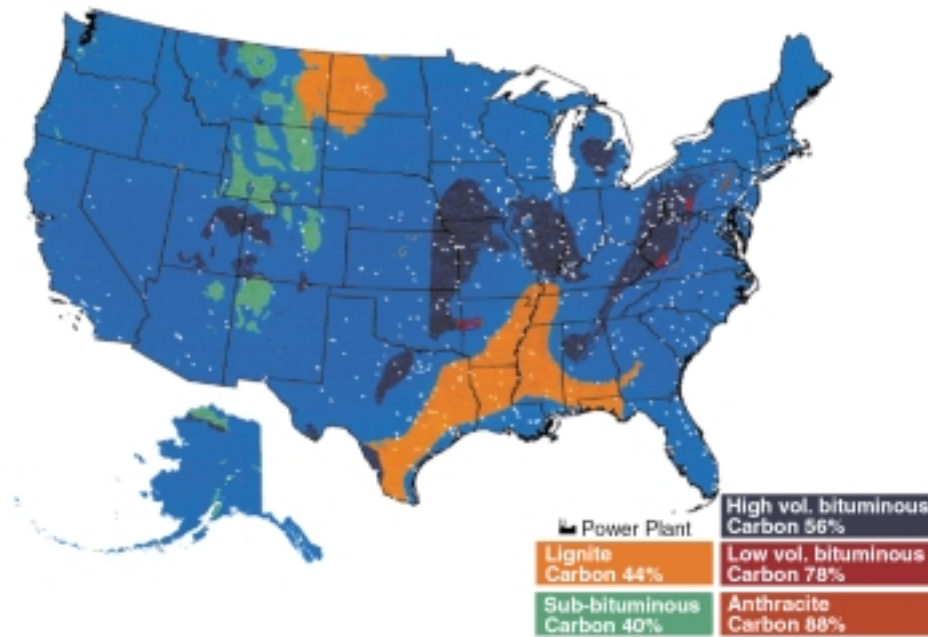 Power Plant
High vol. bituminous
Carbon 56%
Lignite
Carbon 44%
Low vol. bituminous
Carbon 78%
Sub-bituminous
Carbon 40%
Anthracite
Carbon 88%